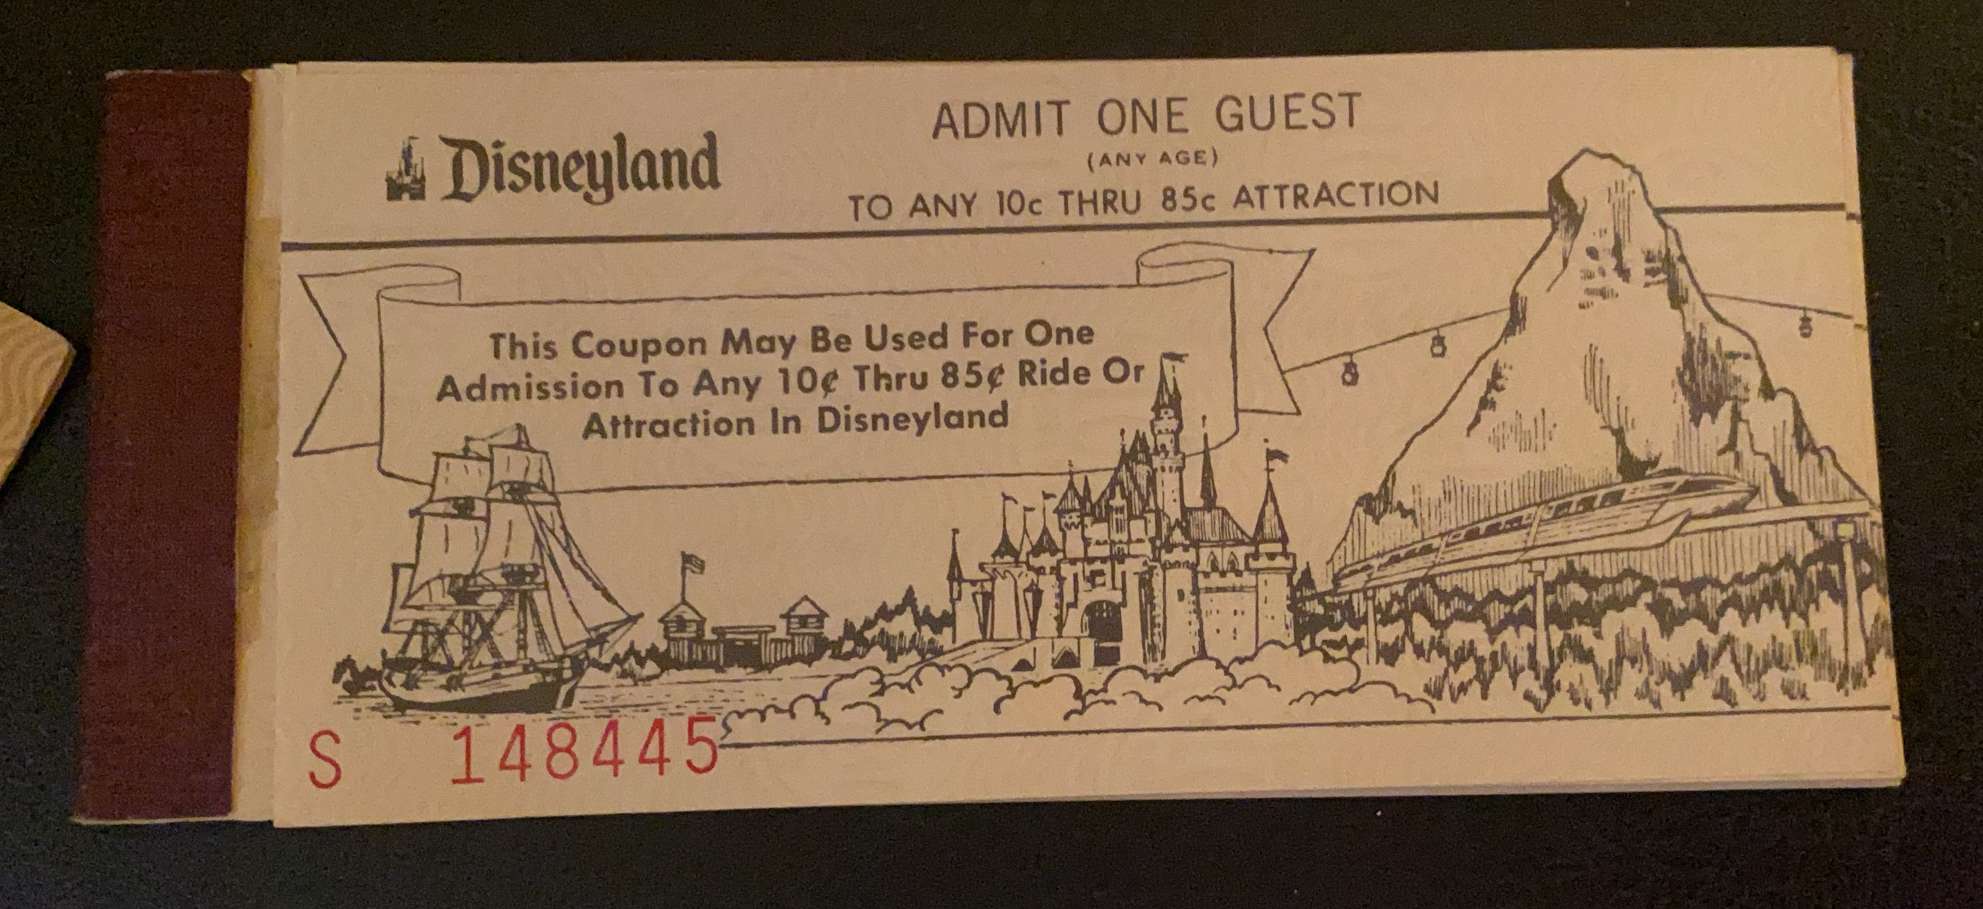 Disneyland
ADMIT ONE GUEST
(ANY AGE)
TO ANY 10c THRU 85c ATTRACTION
This Coupon May Be Used For One
Admission To Any 10¢ Thru 85¢ Ride Or
Attraction In Disneyland
S 148445